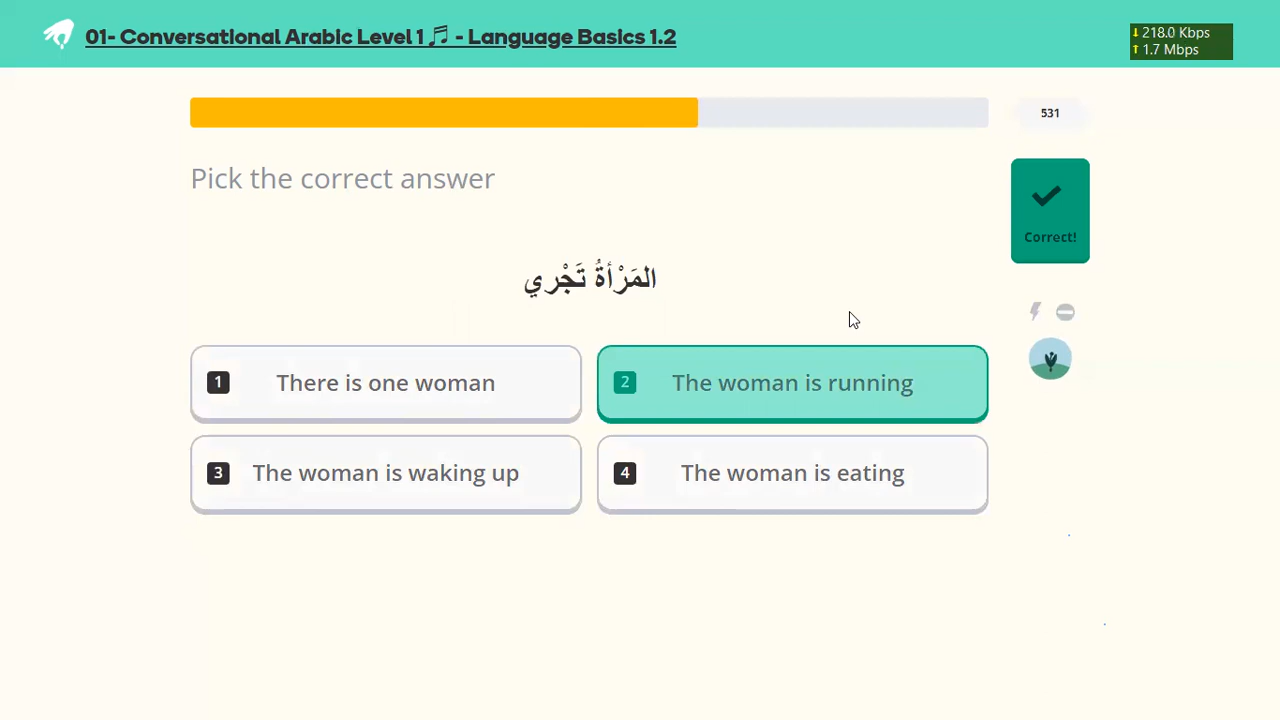 01- Conversational Arabic Level 1 🎵 - Language Basics 1.2
↓ 218.0 Kbps
↑ 1.7 Mbps
531
Pick the correct answer
Correct!
المَرْأةُ تَجْري
1 There is one woman
2 The woman is running
3 The woman is waking up
4 The woman is eating